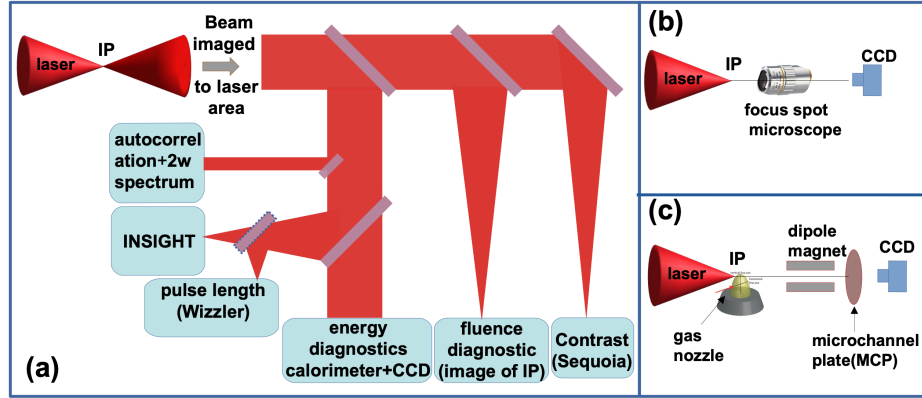 laser
IP
Beam
imaged
to laser
area
autocorrel
ation+2w
spectrum
INSIGHT
pulse length
(Wizzler)
energy
diagnostics
calorimeter+CCD
fluence
diagnostic
(image of IP)
Contrast
(Sequoia)
(a)
(b)
laser
IP
CCD
focus spot
microscope
(c)
laser
IP
dipole
magnet
CCD
gas
nozzle
microchannel
plate(MCP)